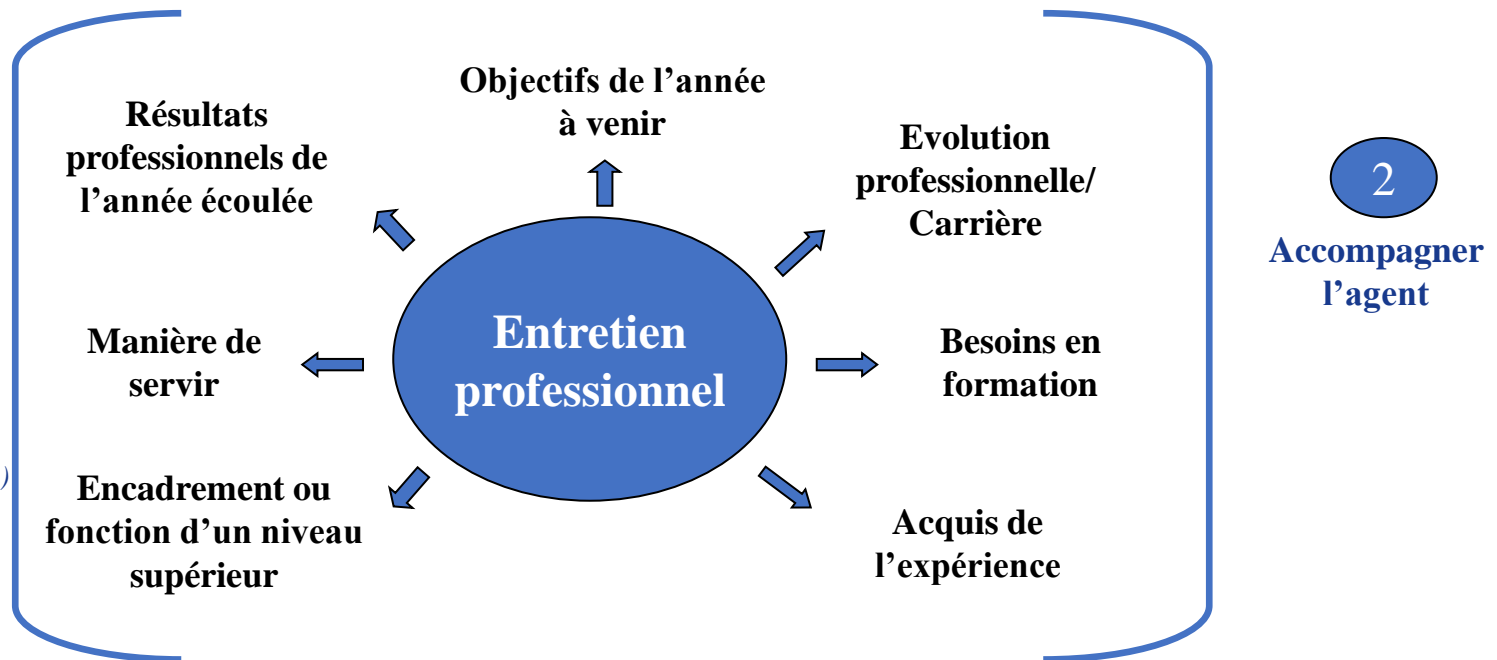 Objectifs de l’année
à venir
Résultats
professionnels de
l’année écoulée
Evolution
professionnelle/
Carrière
2
Accompagner
l’agent
Entretien
professionnel
Manière de
servir
Besoins en
formation
)
Encadrement ou
fonction d’un niveau
supérieur
Acquis de
l’expérience